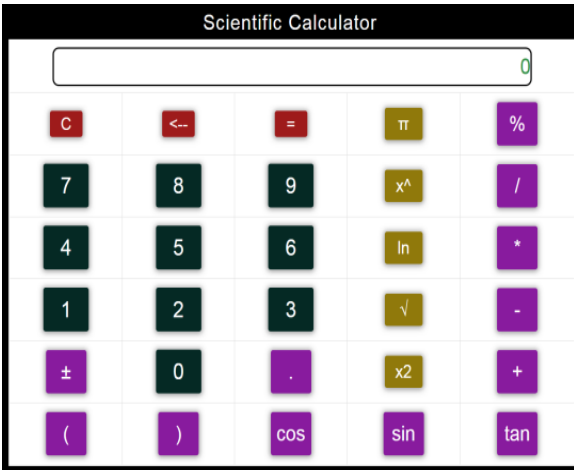 Scientific Calculator
0
C <-- = π %
7 8 9 x^ /
4 5 6 ln *
1 2 3 √ -
± 0 . x2 +
( ) cos sin tan